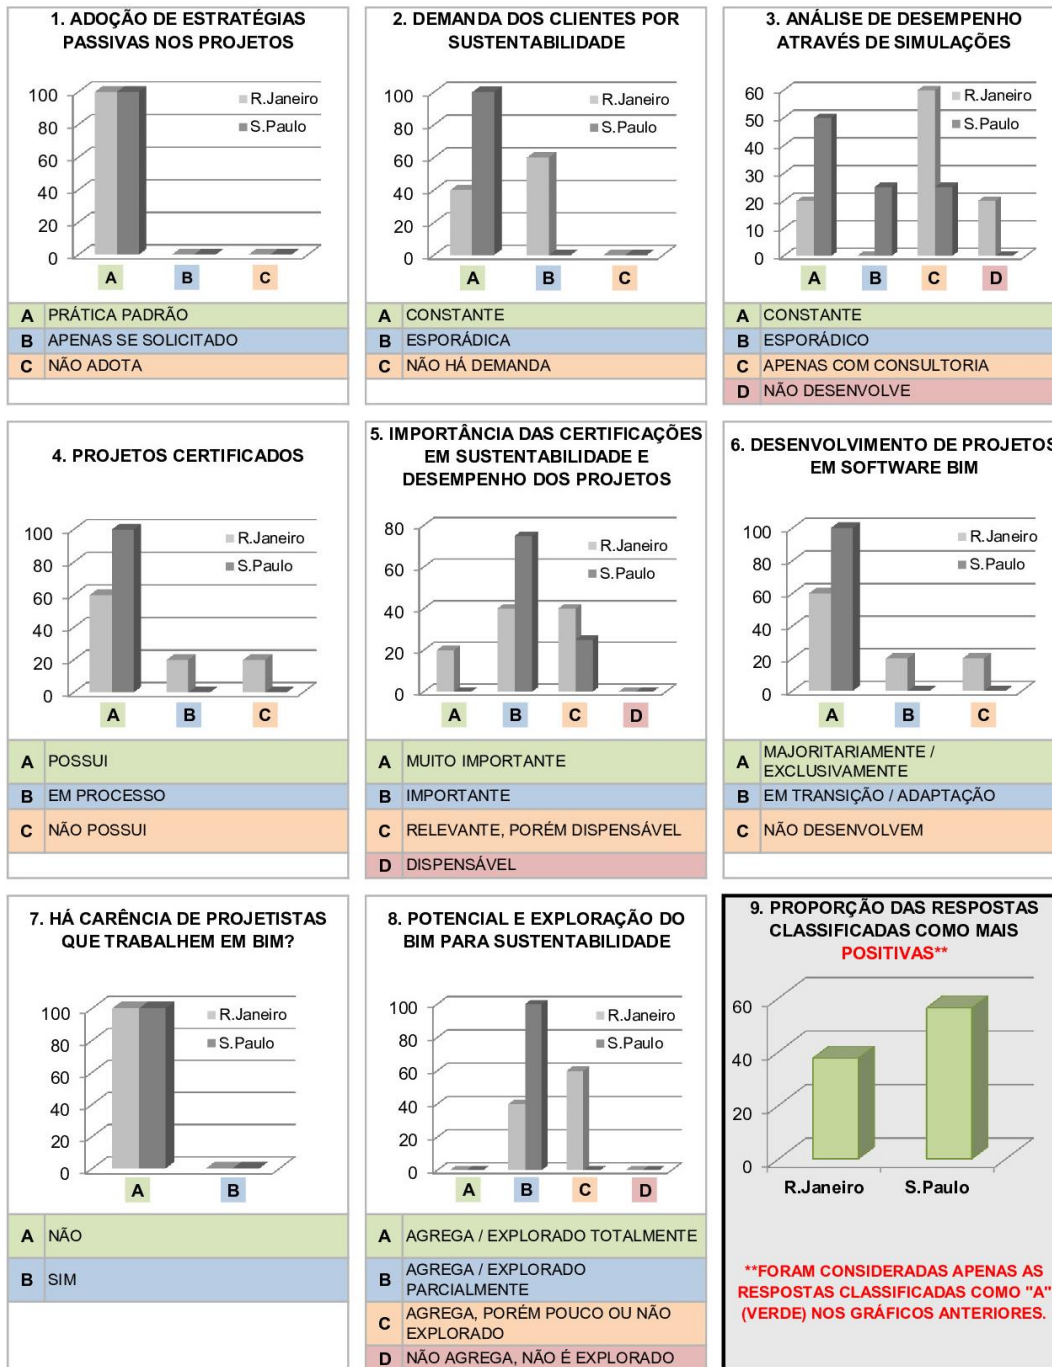 1. ADOÇÃO DE ESTRATÉGIAS
PASSIVAS NOS PROJETOS
100
80
60
40
20
0
R.Janeiro
S.Paulo
A
B
C
A PRÁTICA PADRÃO
B APENAS SE SOLICITADO
C NÃO ADOTA
2. DEMANDA DOS CLIENTES POR
SUSTENTABILIDADE
100
80
60
40
20
0
R.Janeiro
S.Paulo
A
B
C
A CONSTANTE
B ESPORÁDICA
C NÃO HÁ DEMANDA
3. ANÁLISE DE DESEMPENHO
ATRAVÉS DE SIMULAÇÕES
60
50
40
30
20
10
0
R.Janeiro
S.Paulo
A
B
C
D
A CONSTANTE
B ESPORÁDICO
C APENAS COM CONSULTORIA
D NÃO DESENVOLVE
4. PROJETOS CERTIFICADOS
100
80
60
40
20
0
R.Janeiro
S.Paulo
A
B
C
A POSSUI
B EM PROCESSO
C NÃO POSSUI
5. IMPORTÂNCIA DAS CERTIFICAÇÕES
EM SUSTENTABILIDADE E
DESEMPENHO DOS PROJETOS
80
60
40
20
0
R.Janeiro
S.Paulo
A
B
C
D
A MUITO IMPORTANTE
B IMPORTANTE
C RELEVANTE, PORÉM DISPENSÁVEL
D DISPENSÁVEL
6. DESENVOLVIMENTO DE PROJETOS
EM SOFTWARE BIM
100
80
60
40
20
0
R.Janeiro
S.Paulo
A
B
C
A MAJORITARIAMENTE /
EXCLUSIVAMENTE
B EM TRANSIÇÃO / ADAPTAÇÃO
C NÃO DESENVOLVEM
7. HÁ CARÊNCIA DE PROJETISTAS
QUE TRABALHEM EM BIM?
100
80
60
40
20
0
R.Janeiro
S.Paulo
A
B
A NÃO
B SIM
8. POTENCIAL E EXPLORAÇÃO DO
BIM PARA SUSTENTABILIDADE
100
80
60
40
20
0
R.Janeiro
S.Paulo
A
B
C
D
A AGREGA / EXPLORADO TOTALMENTE
B AGREGA / EXPLORADO
PARCIALMENTE
C AGREGA, PORÉM POUCO OU NÃO
EXPLORADO
D NÃO AGREGA, NÃO É EXPLORADO
9. PROPORÇÃO DAS RESPOSTAS
CLASSIFICADAS COMO MAIS
POSITIVAS**
60
40
20
0
R.Janeiro
S.Paulo
**FORAM CONSIDERADAS APENAS AS
RESPOSTAS CLASSIFICADAS COMO "A"
(VERDE) NOS GRÁFICOS ANTERIORES.